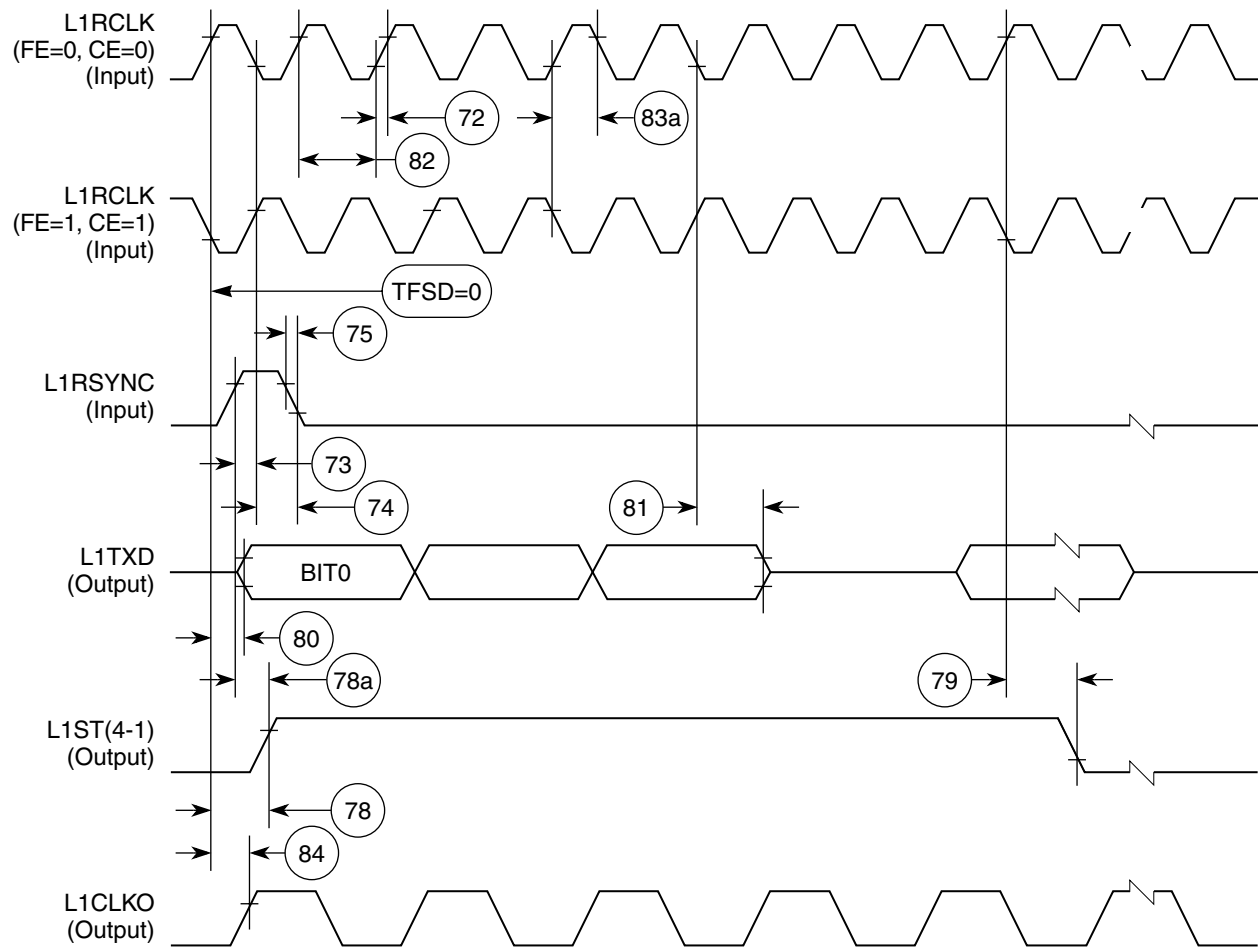 L1RCLK
(FE=0, CE=0)
(Input)
72
83a
82
L1RCLK
(FE=1, CE=1)
(Input)
TFSD=0
75
L1RSYNC
(Input)
73
74
81
L1TXD
(Output)
BIT0
80
78a
79
L1ST(4-1)
(Output)
78
84
L1CLKO
(Output)